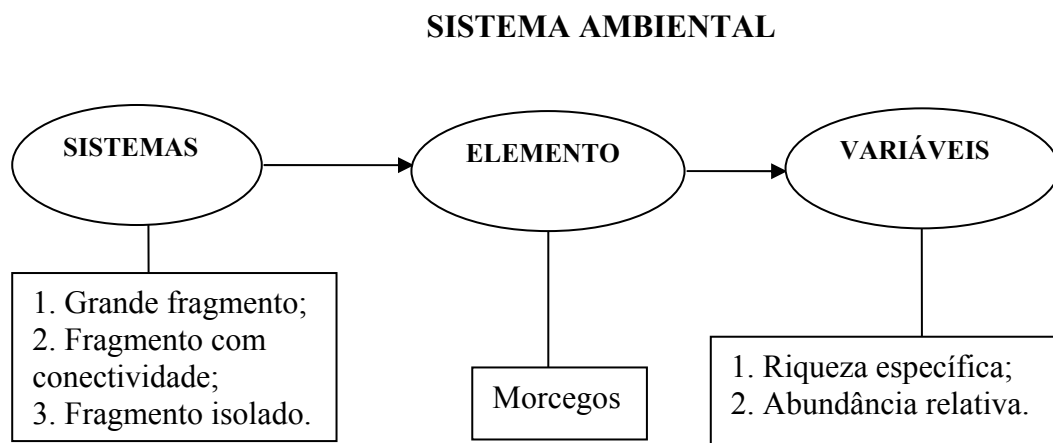 SISTEMA AMBIENTAL
SISTEMAS
ELEMENTO
VARIÁVEIS
1. Grande fragmento;
2. Fragmento com
conectividade;
3. Fragmento isolado.
Morcegos
1. Riqueza específica;
2. Abundância relativa.